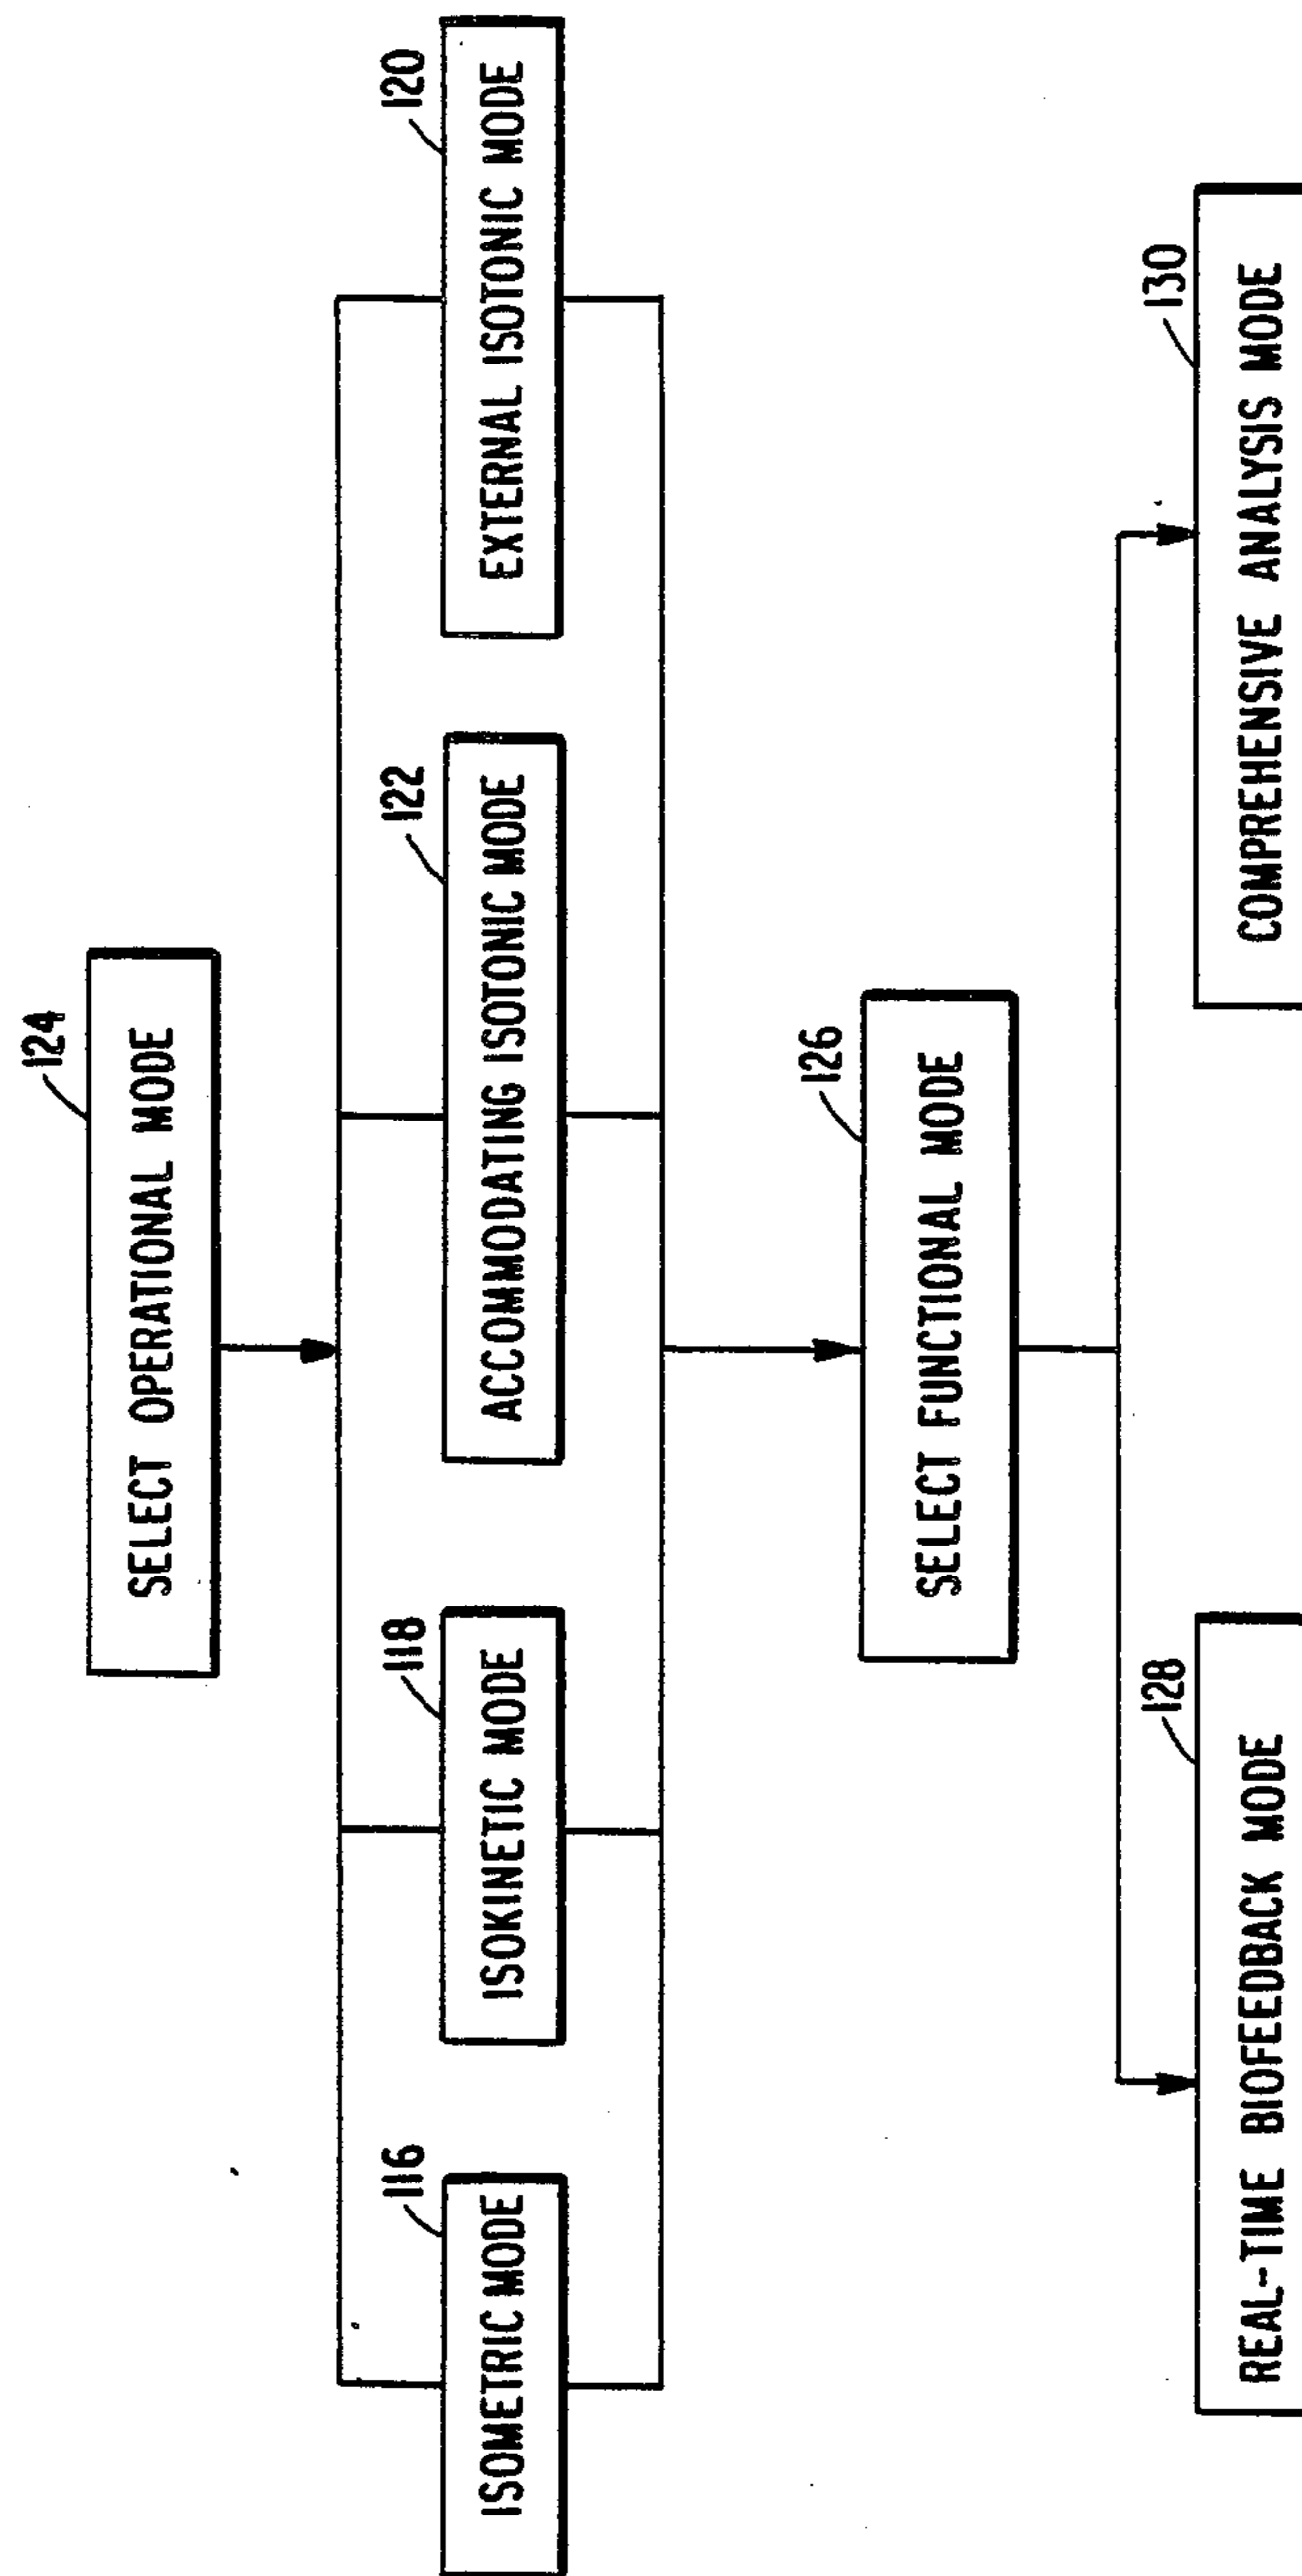 124
SELECT OPERATIONAL MODE
116
ISOMETRIC MODE
118
ISOKINETIC MODE
122
ACCOMMODATING ISOTONIC MODE
120
EXTERNAL ISOTONIC MODE
126
SELECT FUNCTIONAL MODE
128
REAL-TIME BIOFEEDBACK MODE
130
COMPREHENSIVE ANALYSIS MODE